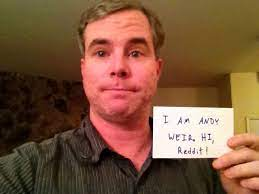 I AM ANDY
WEIR. HI,
Reddit!